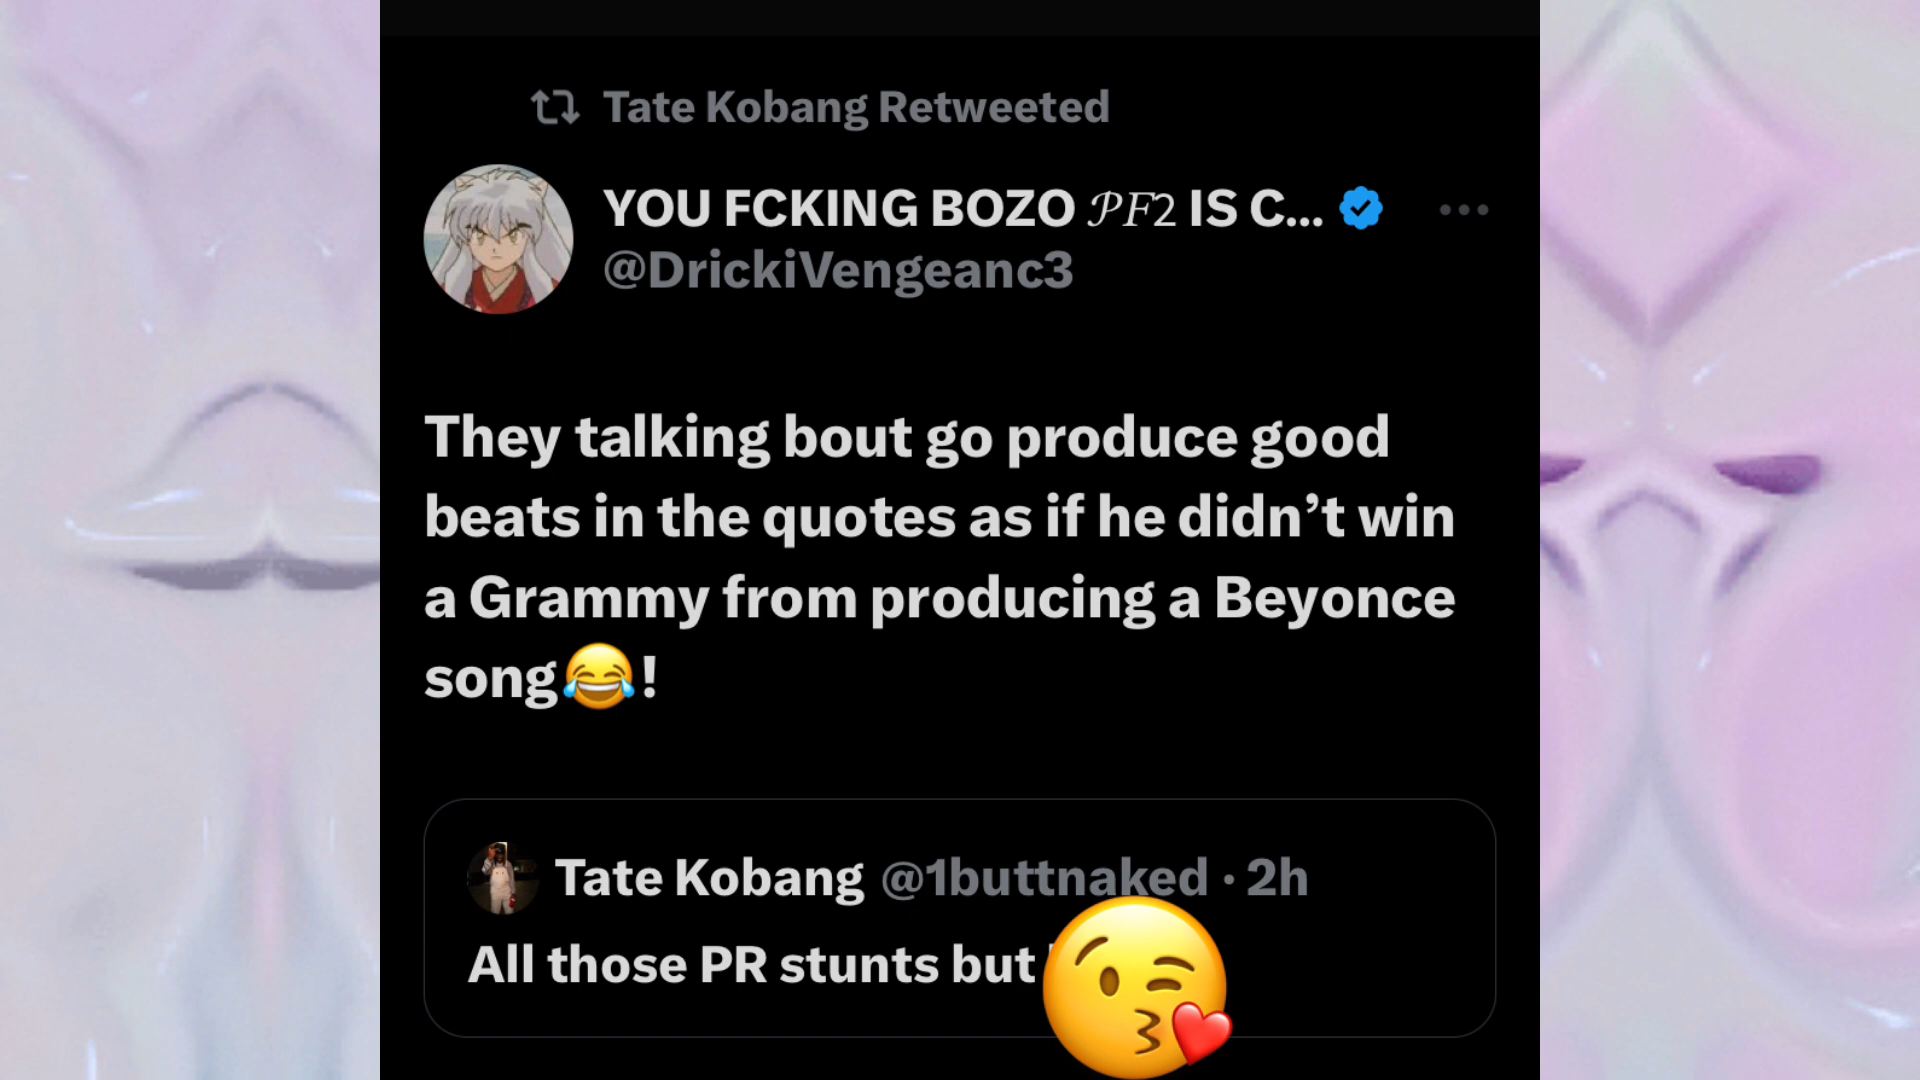 Tate Kobang Retweeted
YOU FCKING BOZO 𝒫𝐹2 IS C...
@DrickiVengeanc3
They talking bout go produce good
beats in the quotes as if he didn’t win
a Grammy from producing a Beyonce
song😂!
Tate Kobang @1buttnaked · 2h
All those PR stunts but